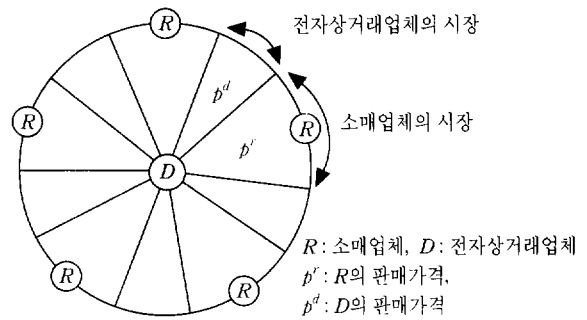 R
전자상거래업체의 시장
p^d
소매업체의 시장
R
R
p^r
D
R : 소매업체, D : 전자상거래업체
R
R
p^r : R의 판매가격,
p^d : D의 판매가격